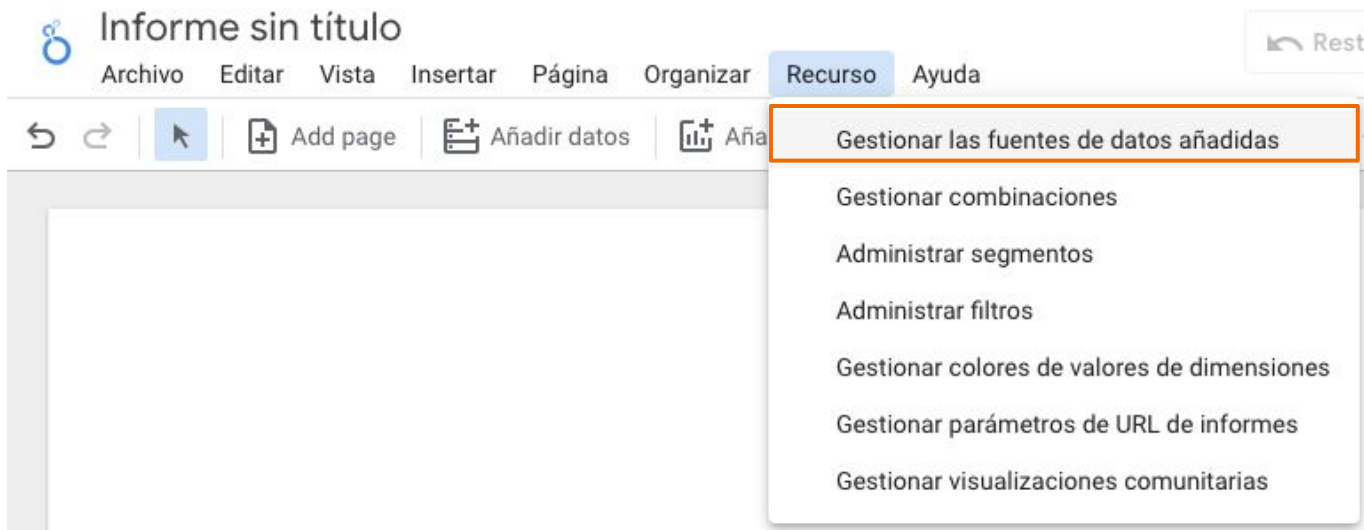 Informe sin título
Rest
Archivo Editar Vista Insertar Página Organizar Recurso Ayuda
Add page Añadir datos Aña
Gestionar las fuentes de datos añadidas
Gestionar combinaciones
Administrar segmentos
Administrar filtros
Gestionar colores de valores de dimensiones
Gestionar parámetros de URL de informes
Gestionar visualizaciones comunitarias